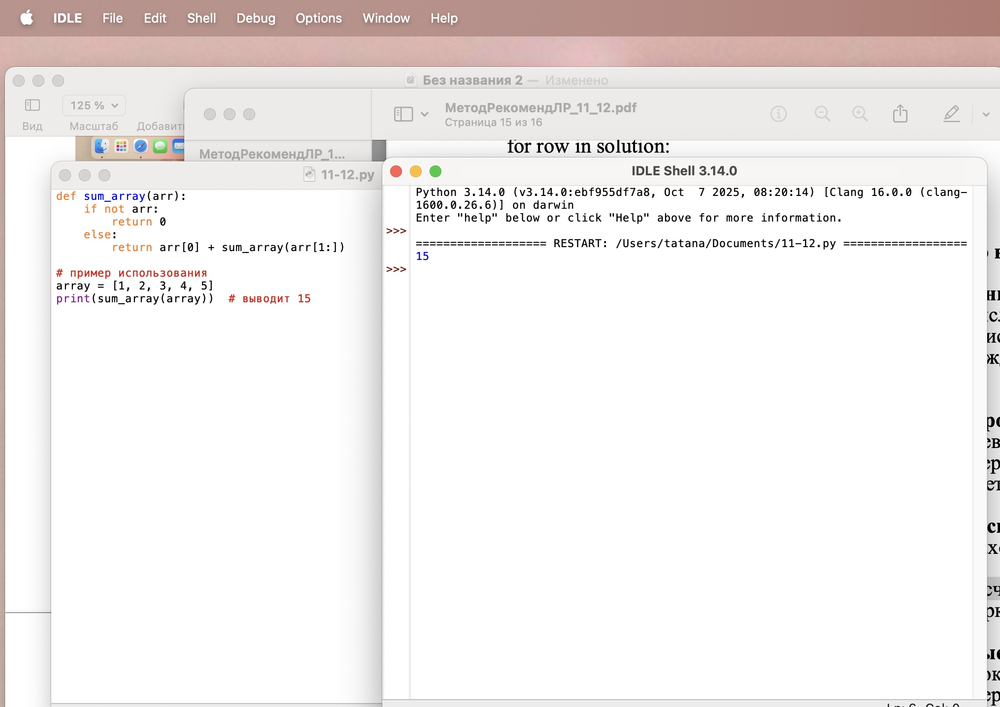 IDLE File Edit Shell Debug Options Window Help
Без названия 2 — Изменено
125 %
Вид Масштаб
МетодРекомендЛР_11_12.pdf
Страница 15 из 16
МетодРекомендЛР_1...
for row in solution:
11-12.py
def sum_array(arr):
if not arr:
return 0
else:
return arr[0] + sum_array(arr[1:])
# пример использования
array = [1, 2, 3, 4, 5]
print(sum_array(array)) # выводит 15
IDLE Shell 3.14.0
Python 3.14.0 (v3.14.0:ebf955df7a8, Oct 7 2025, 08:20:14) [Clang 16.0.0 (clang-
1600.0.26.6)] on darwin
Enter "help" below or click "Help" above for more information.
>>>
=================== RESTART: /Users/tatana/Documents/11-12.py ==================
15
>>>